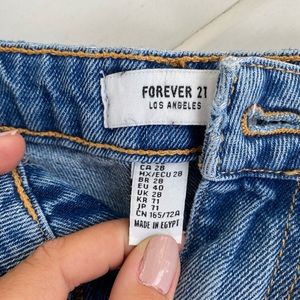 FOREVER 21
LOS ANGELES
CA 28
MX/ECU 28
BR 28
EU 40
UK 28
KR 71
JP 71
CN 165/72A
MADE IN EGYPT